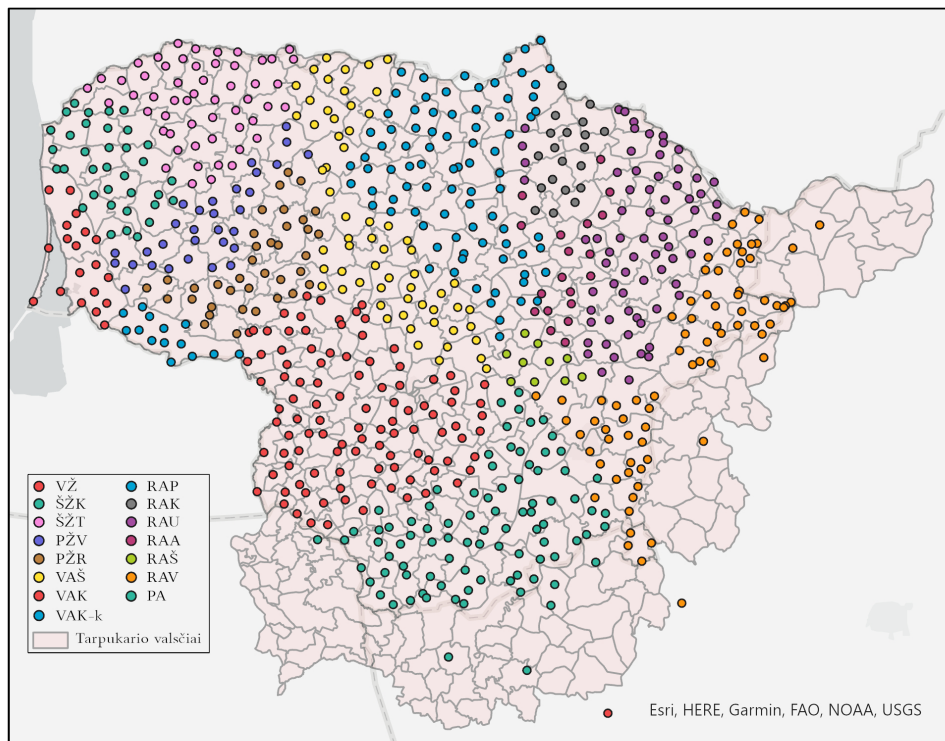 VŽ
ŠŽK
ŠŽT
PŽV
PŽR
VAŠ
VAK
VAK-k
RAP
RAK
RAU
RAA
RAŠ
RAV
PA
Tarpukario valsčiai
Esri, HERE, Garmin, FAO, NOAA, USGS